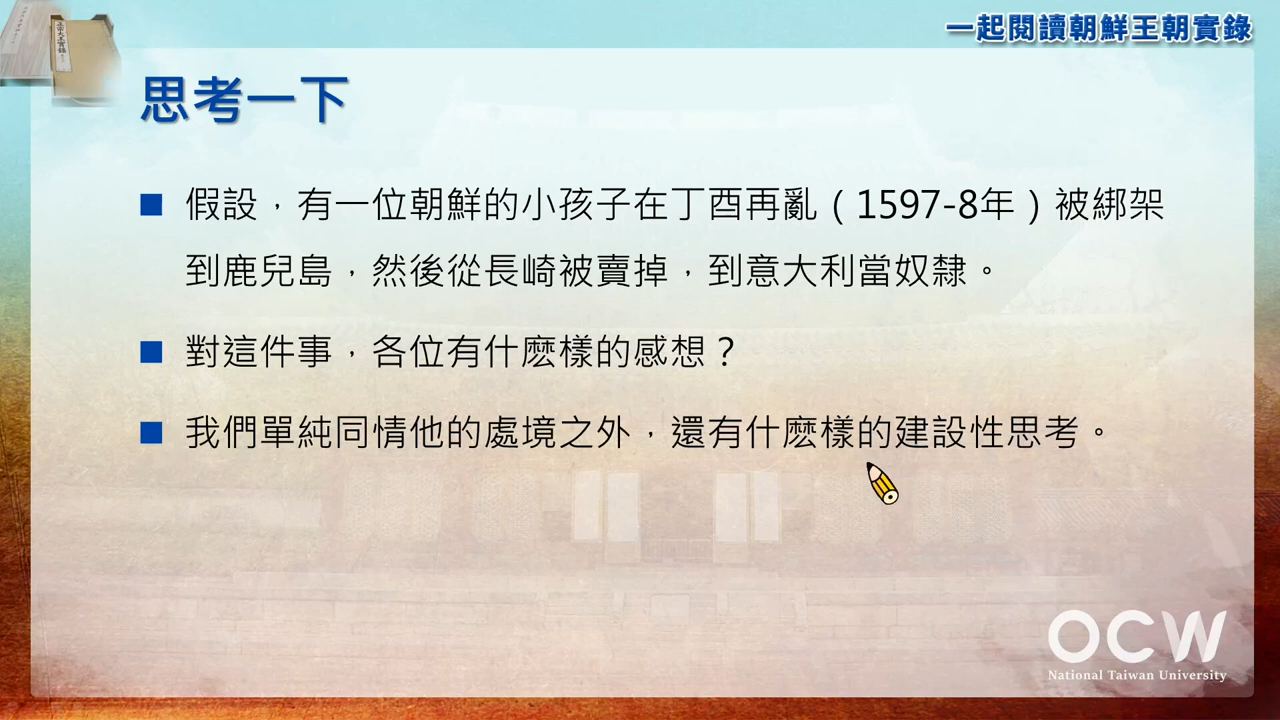 一起閱讀朝鮮王朝實錄
思考一下
假設，有一位朝鮮的小孩子在丁酉再亂（1597-8年）被綁架
到鹿兒島，然後從長崎被賣掉，到意大利當奴隸。
對這件事，各位有什麼樣的感想？
我們單純同情他的處境之外，還有什麼樣的建設性思考。
OCW
National Taiwan University